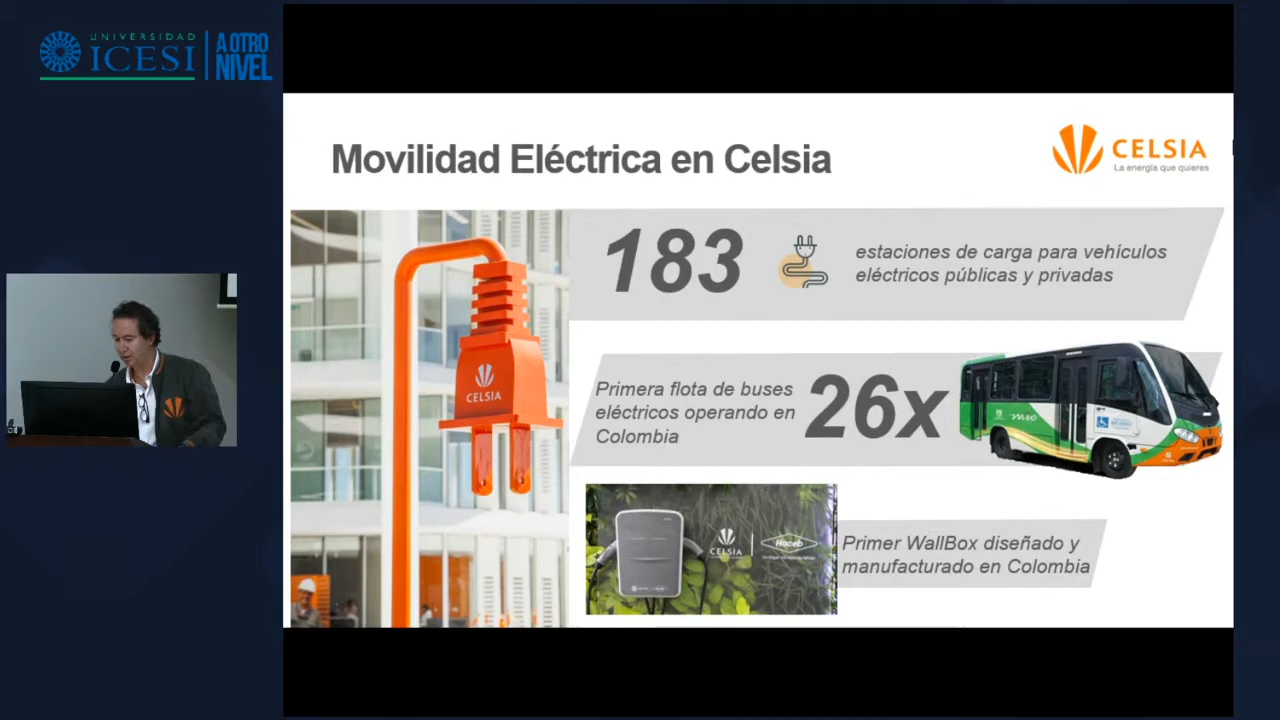 UNIVERSIDAD
ICESI
A OTRO
NIVEL
Movilidad Eléctrica en Celsia
CELSIA
La energía que quieres
183
estaciones de carga para vehículos
eléctricos públicas y privadas
CELSIA
Primera flota de buses
eléctricos operando en
Colombia
26x
mio
CELSIA
Haceb
Primer WallBox diseñado y
manufacturado en Colombia